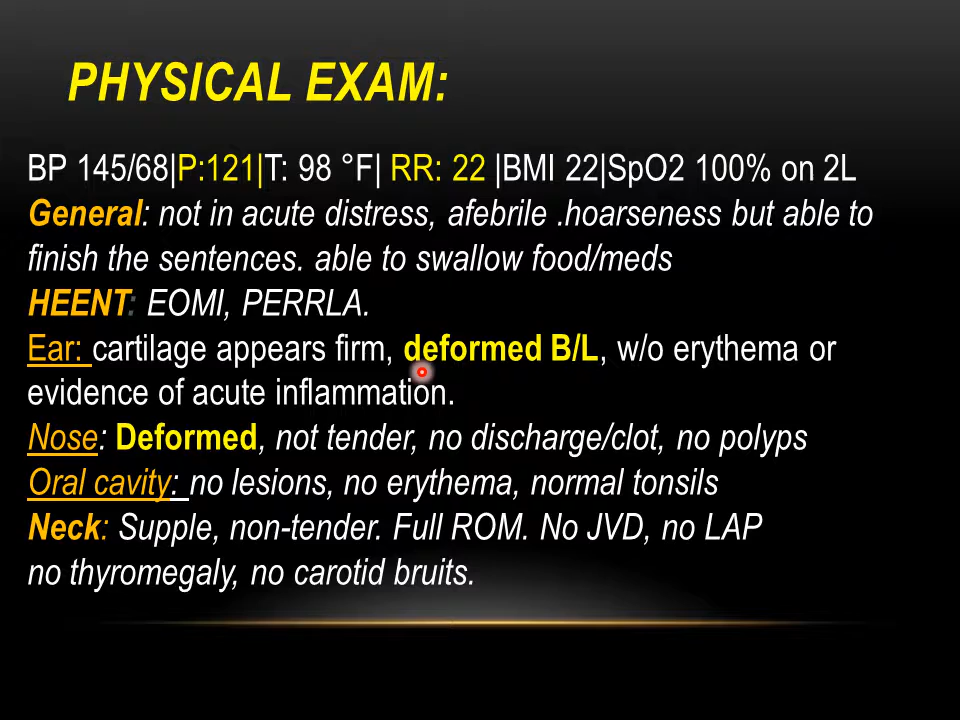 PHYSICAL EXAM:
BP 145/68|P:121|T: 98 °F| RR: 22 |BMI 22|SpO2 100% on 2L
General: not in acute distress, afebrile .hoarseness but able to
finish the sentences. able to swallow food/meds
HEENT: EOMI, PERRLA.
Ear: cartilage appears firm, deformed B/L, w/o erythema or
evidence of acute inflammation.
Nose: Deformed, not tender, no discharge/clot, no polyps
Oral cavity: no lesions, no erythema, normal tonsils
Neck: Supple, non-tender. Full ROM. No JVD, no LAP
no thyromegaly, no carotid bruits.